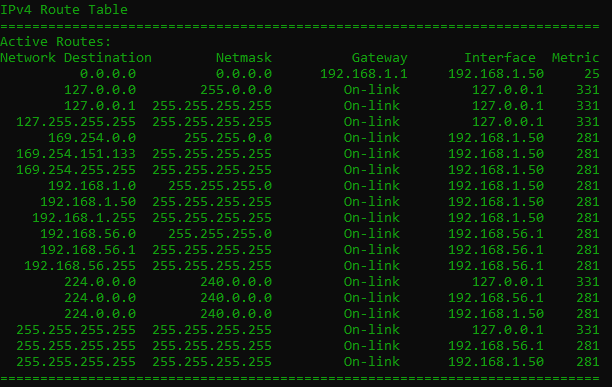 IPv4 Route Table
===========================================================================
Active Routes:
Network Destination        Netmask          Gateway       Interface  Metric
          0.0.0.0          0.0.0.0      192.168.1.1     192.168.1.50     25
        127.0.0.0        255.0.0.0         On-link         127.0.0.1    331
        127.0.0.1  255.255.255.255         On-link         127.0.0.1    331
  127.255.255.255  255.255.255.255         On-link         127.0.0.1    331
      169.254.0.0      255.255.0.0         On-link      192.168.1.50    281
  169.254.151.133  255.255.255.255         On-link      192.168.1.50    281
  169.254.255.255  255.255.255.255         On-link      192.168.1.50    281
      192.168.1.0    255.255.255.0         On-link      192.168.1.50    281
     192.168.1.50  255.255.255.255         On-link      192.168.1.50    281
    192.168.1.255  255.255.255.255         On-link      192.168.1.50    281
     192.168.56.0    255.255.255.0         On-link      192.168.56.1    281
     192.168.56.1  255.255.255.255         On-link      192.168.56.1    281
   192.168.56.255  255.255.255.255         On-link      192.168.56.1    281
        224.0.0.0        240.0.0.0         On-link         127.0.0.1    331
        224.0.0.0        240.0.0.0         On-link      192.168.56.1    281
        224.0.0.0        240.0.0.0         On-link      192.168.1.50    281
  255.255.255.255  255.255.255.255         On-link         127.0.0.1    331
  255.255.255.255  255.255.255.255         On-link      192.168.56.1    281
  255.255.255.255  255.255.255.255         On-link      192.168.1.50    281
===========================================================================